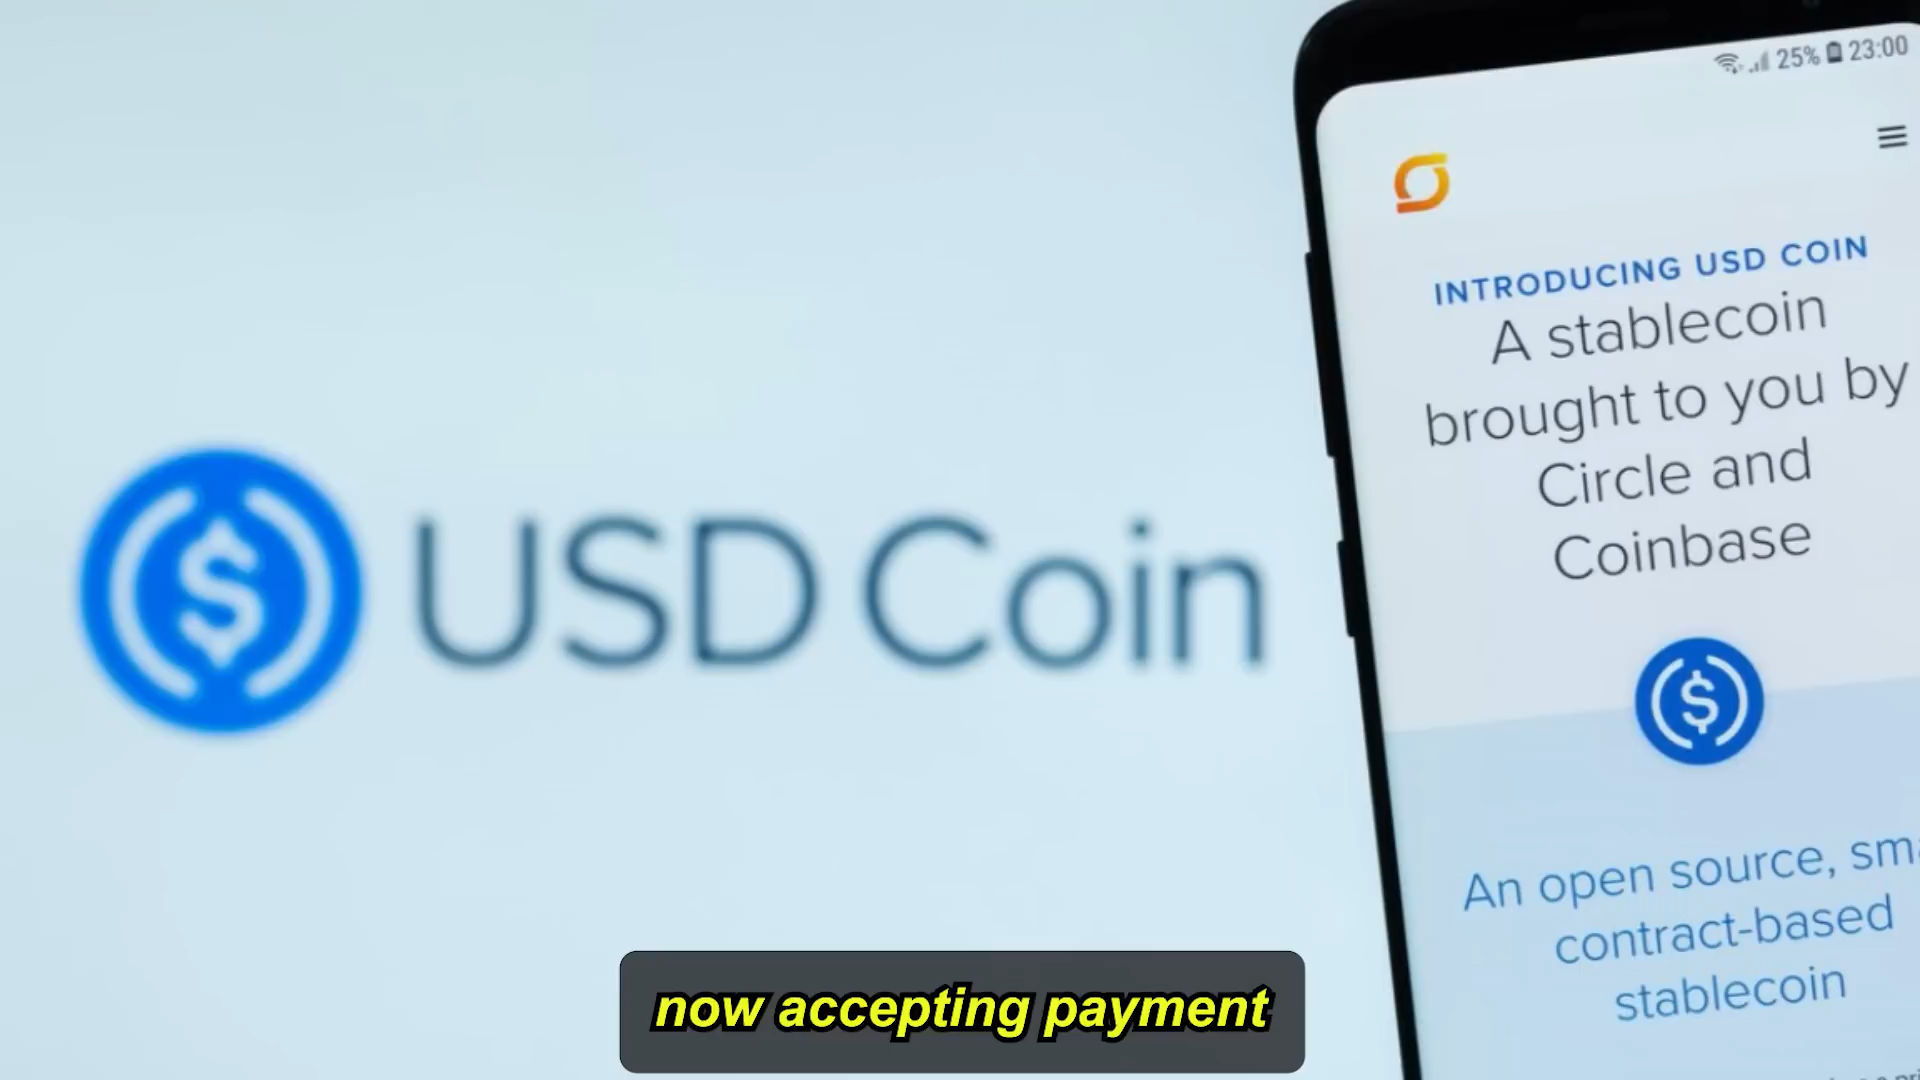 25% 23:00
INTRODUCING USD COIN
A stablecoin
brought to you by
Circle and
Coinbase
USD Coin
An open source,
contract-based
stablecoin
now accepting payment